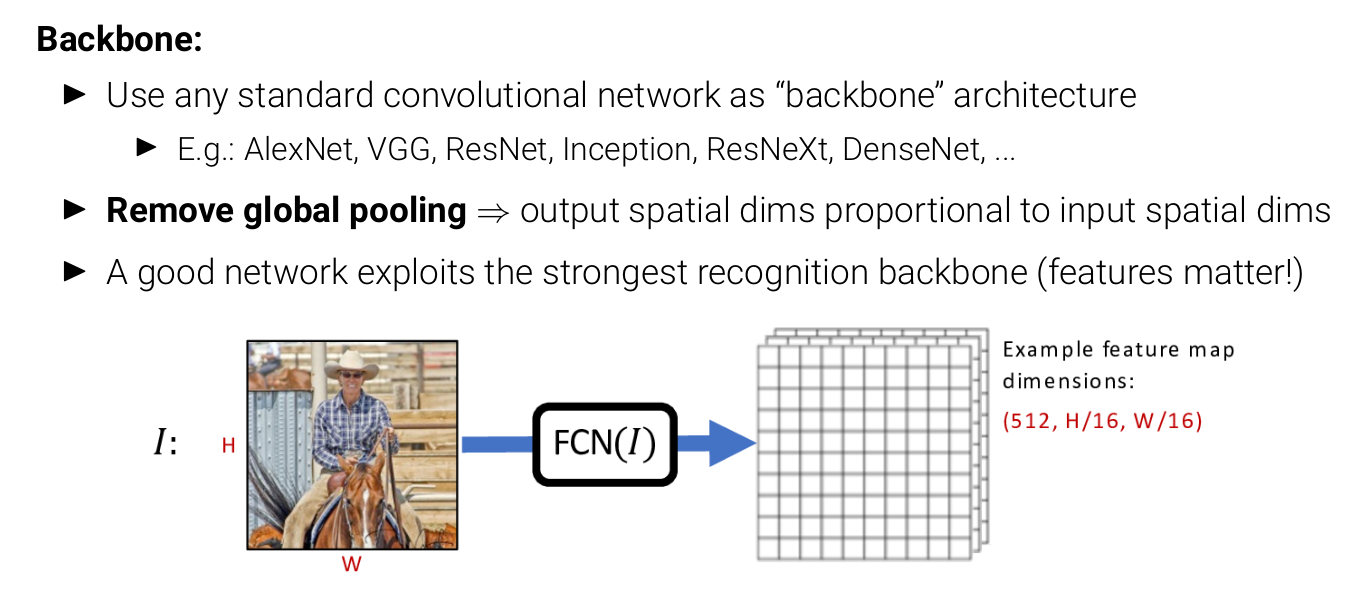 Backbone:
► Use any standard convolutional network as “backbone” architecture
► E.g.: AlexNet, VGG, ResNet, Inception, ResNeXt, DenseNet, ...
► Remove global pooling ⇒ output spatial dims proportional to input spatial dims
► A good network exploits the strongest recognition backbone (features matter!)
Example feature map
dimensions:
(512, H/16, W/16)
I:
H
FCN(I)
W